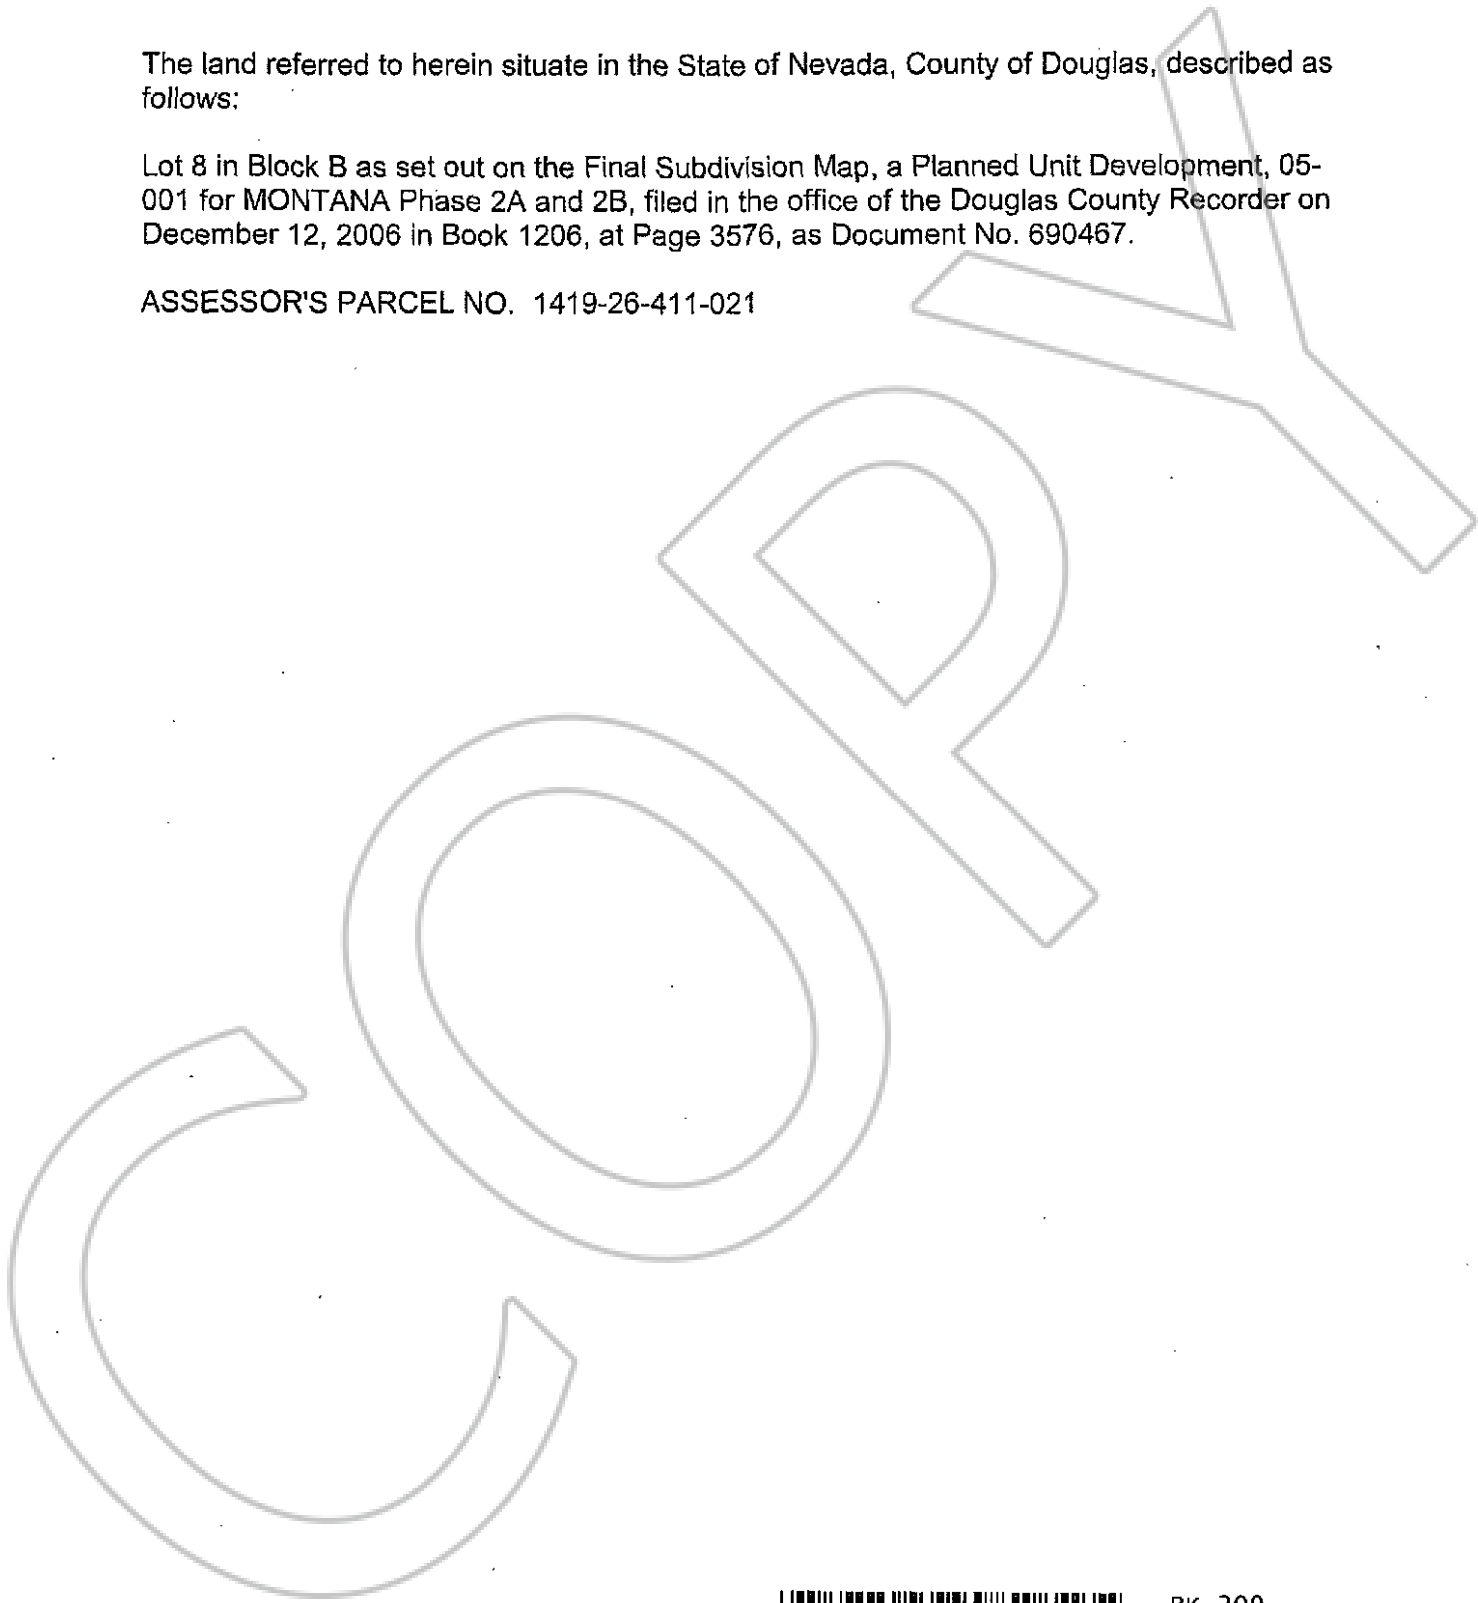 The land referred to herein situate in the State of Nevada, County of Douglas, described as
follows:
Lot 8 in Block B as set out on the Final Subdivision Map, a Planned Unit Development, 05-
001 for MONTANA Phase 2A and 2B, filed in the office of the Douglas County Recorder on
December 12, 2006 in Book 1206, at Page 3576, as Document No. 690467.
ASSESSOR'S PARCEL NO. 1419-26-411-021
COPY